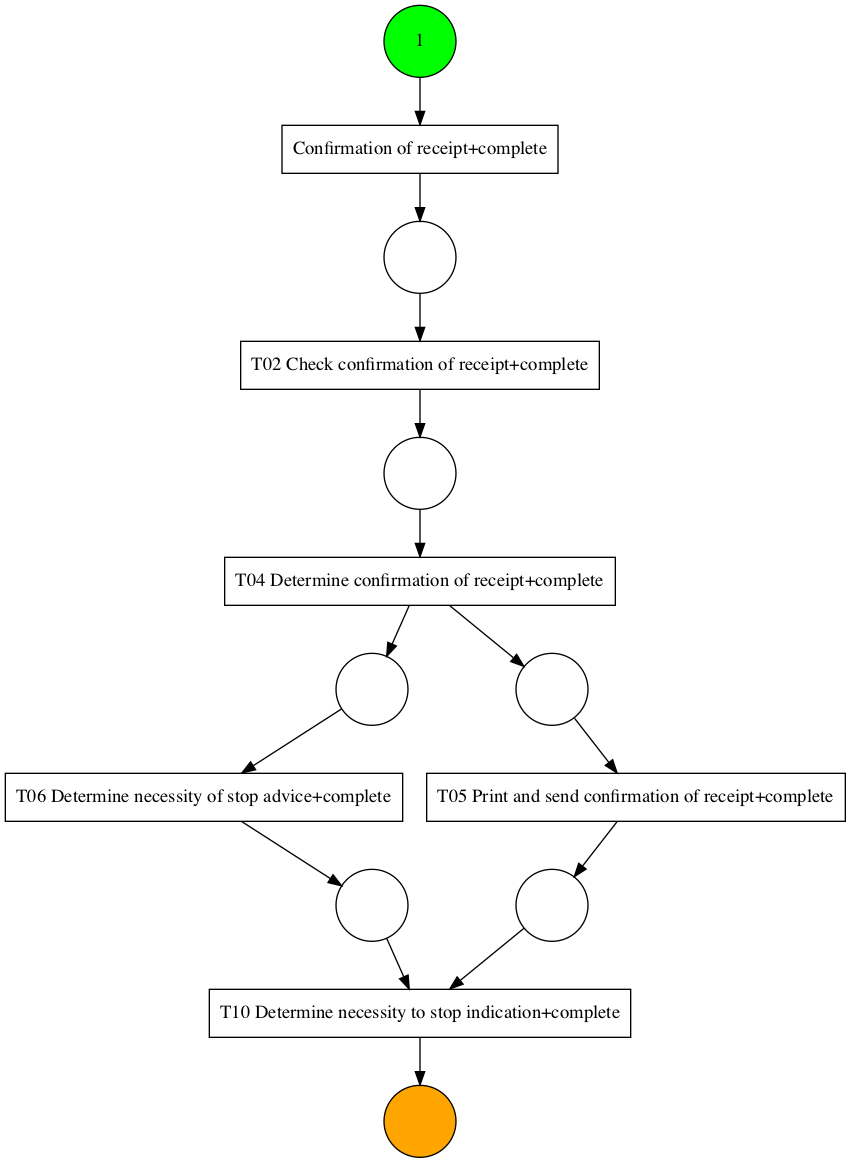 1
Confirmation of receipt+complete
T02 Check confirmation of receipt+complete
T04 Determine confirmation of receipt+complete
T06 Determine necessity of stop advice+complete
T05 Print and send confirmation of receipt+complete
T10 Determine necessity to stop indication+complete